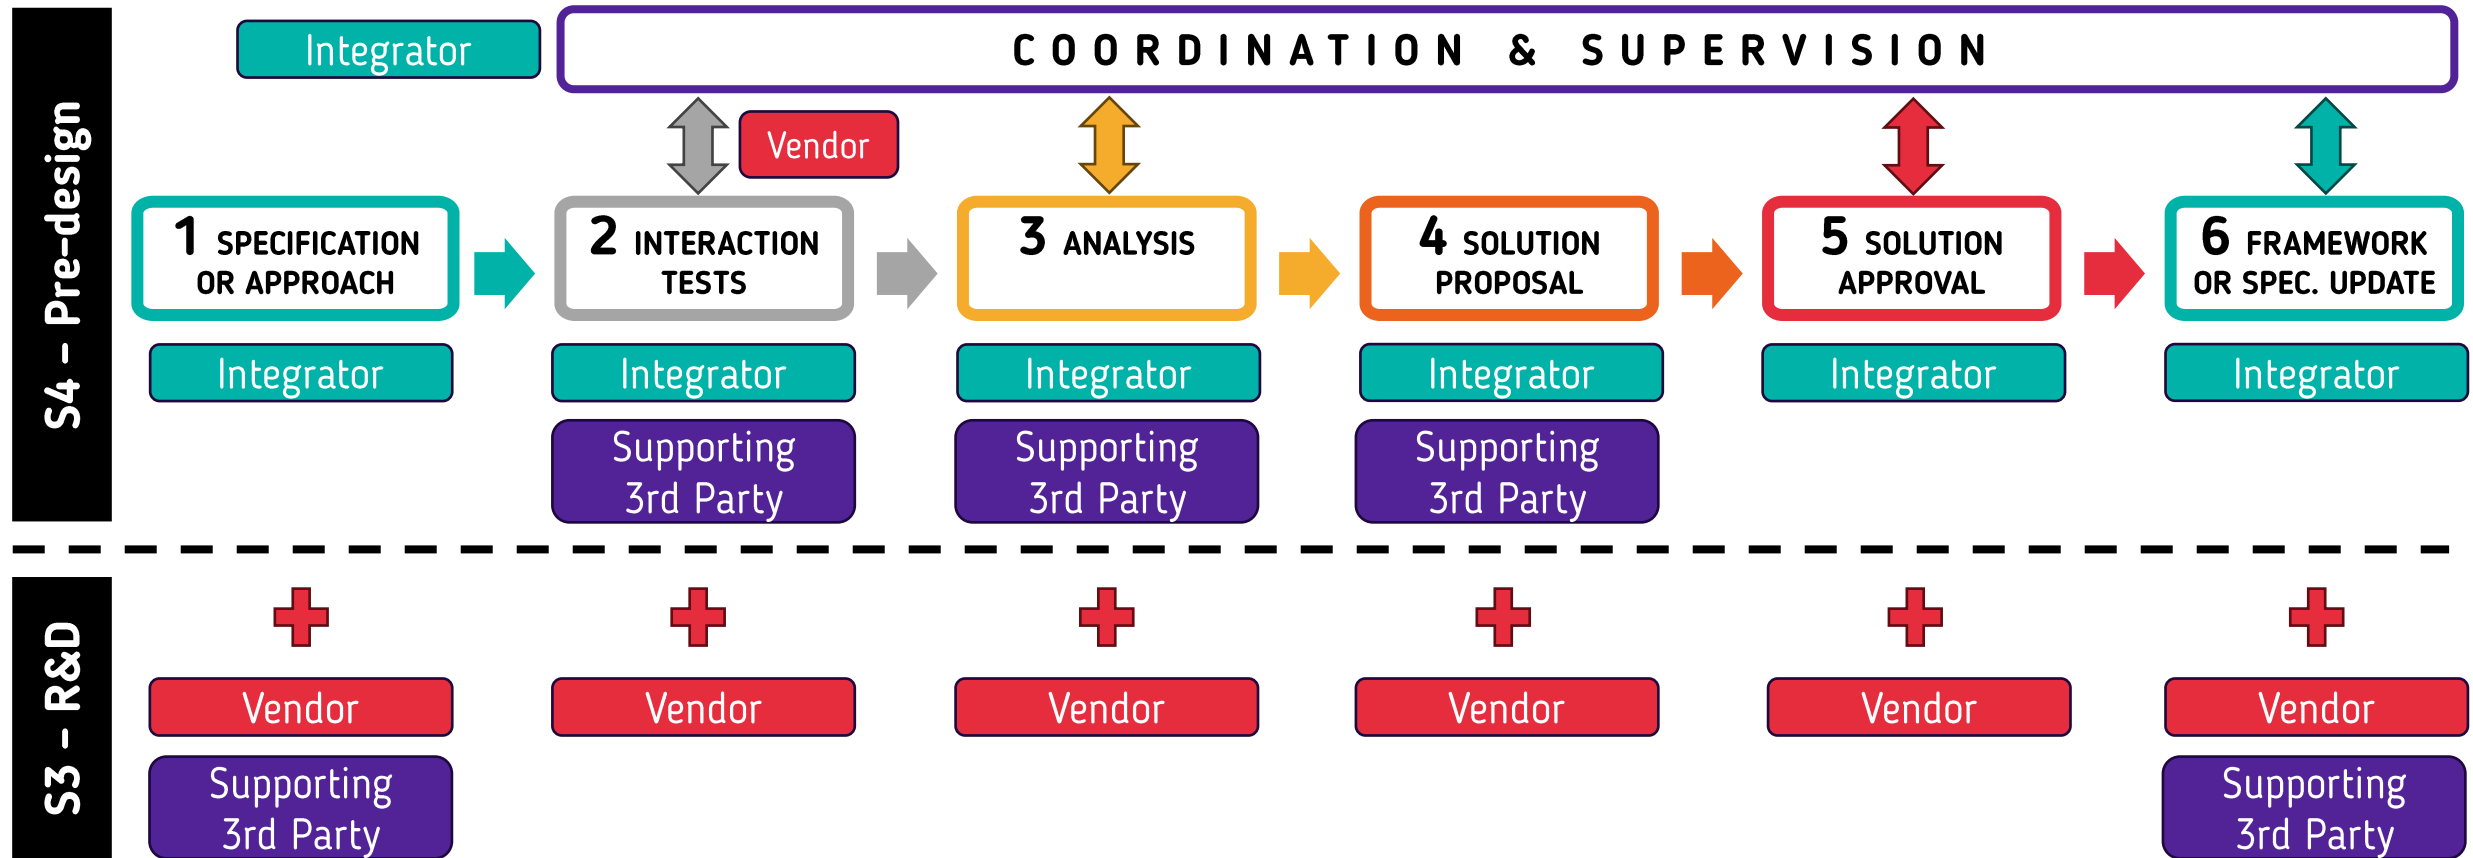 S4 – Pre-design
Integrator
COORDINATION & SUPERVISION
Vendor
1 SPECIFICATION
OR APPROACH
2 INTERACTION
TESTS
3 ANALYSIS
4 SOLUTION
PROPOSAL
5 SOLUTION
APPROVAL
6 FRAMEWORK
OR SPEC. UPDATE
Integrator
Integrator
Integrator
Integrator
Integrator
Integrator
Supporting
3rd Party
Supporting
3rd Party
Supporting
3rd Party
S3 – R&D
Vendor
Vendor
Vendor
Vendor
Vendor
Vendor
Supporting
3rd Party
Supporting
3rd Party